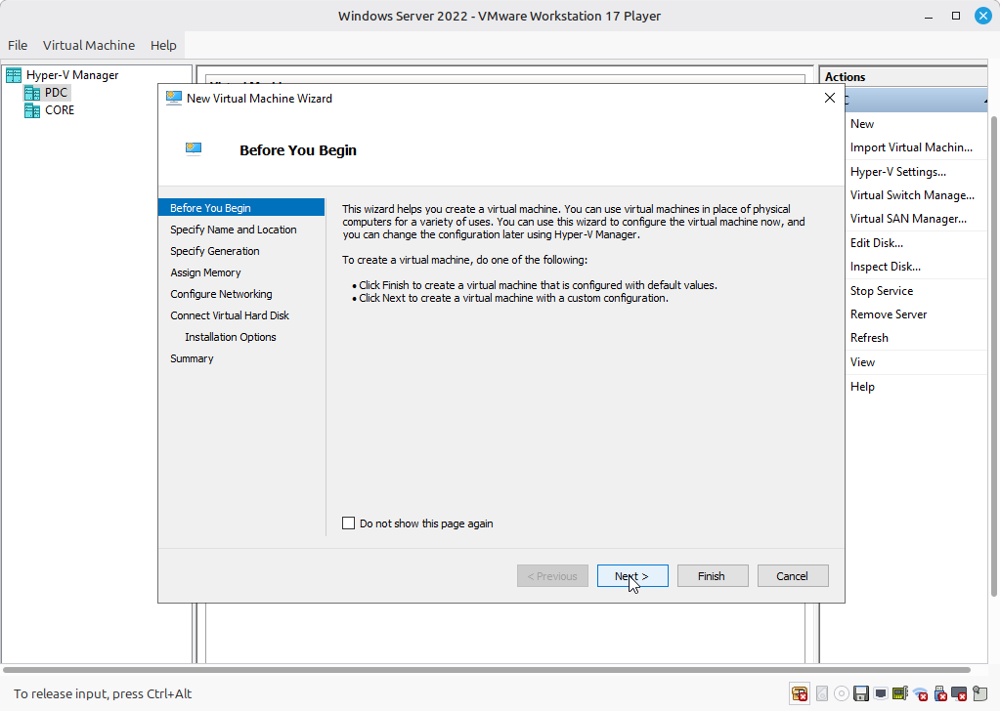 Windows Server 2022 - VMware Workstation 17 Player
File Virtual Machine Help
Hyper-V Manager
PDC
CORE
New Virtual Machine Wizard
Before You Begin
Before You Begin
Specify Name and Location
Specify Generation
Assign Memory
Configure Networking
Connect Virtual Hard Disk
Installation Options
Summary
This wizard helps you create a virtual machine. You can use virtual machines in place of physical
computers for a variety of uses. You can use this wizard to configure the virtual machine now, and
you can change the configuration later using Hyper-V Manager.
To create a virtual machine, do one of the following:
• Click Finish to create a virtual machine that is configured with default values.
• Click Next to create a virtual machine with a custom configuration.
Do not show this page again
< Previous Next > Finish Cancel
Actions
New
Import Virtual Machin...
Hyper-V Settings...
Virtual Switch Manage...
Virtual SAN Manager...
Edit Disk...
Inspect Disk...
Stop Service
Remove Server
Refresh
View
Help
To release input, press Ctrl+Alt